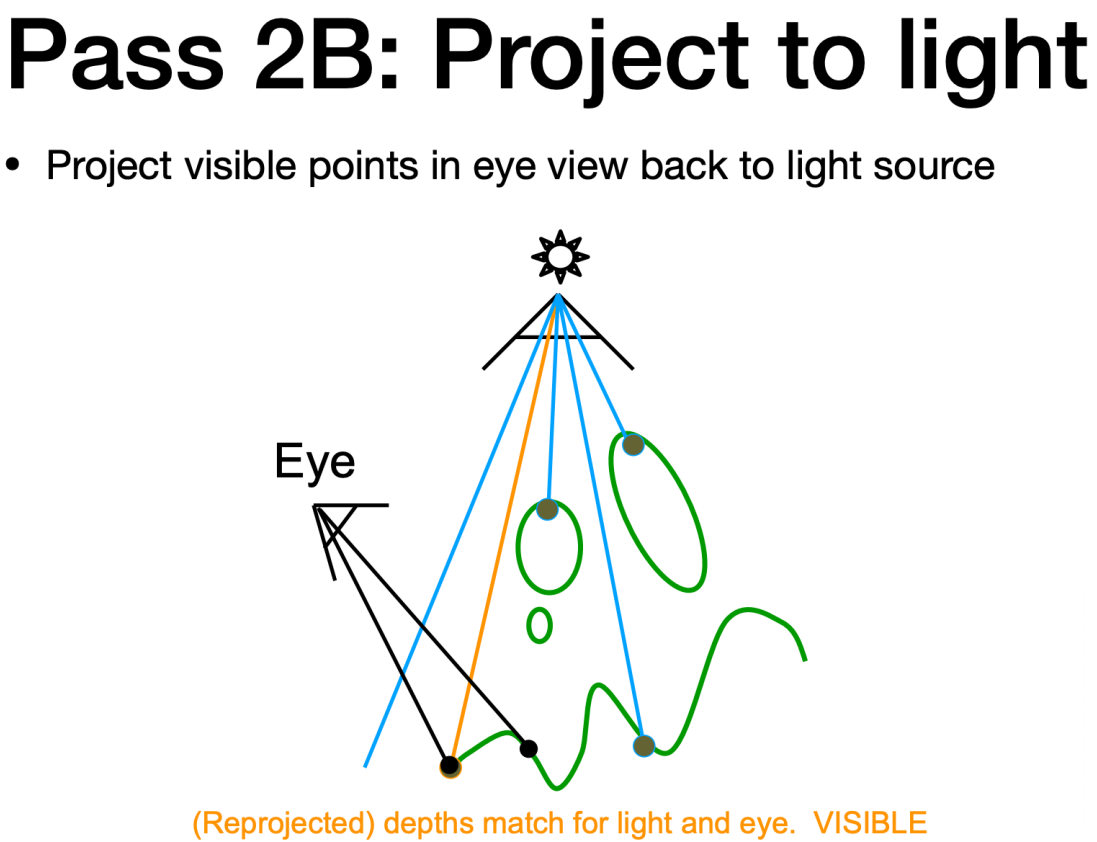 Pass 2B: Project to light
• Project visible points in eye view back to light source
Eye
(Reprojected) depths match for light and eye.  VISIBLE